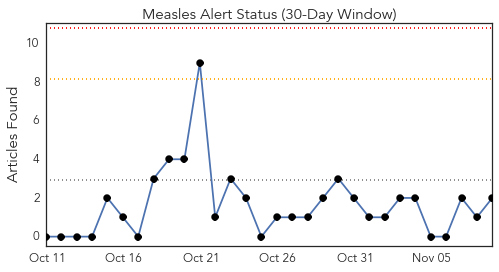 Measles Alert Status (30-Day Window)
Articles Found
10
8
6
4
2
0
Oct 11 Oct 16 Oct 21 Oct 26 Oct 31 Nov 05